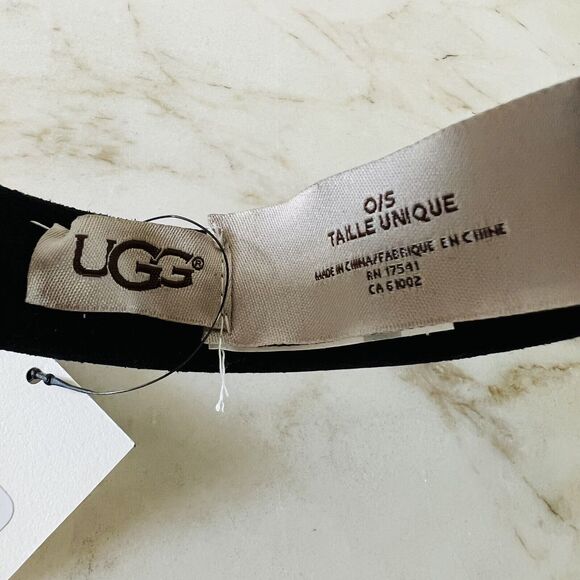 UGG®
O/S
TAILLE UNIQUE
MADE IN CHINA/FABRIQUE EN CHINE
RN 17541
CA 61002